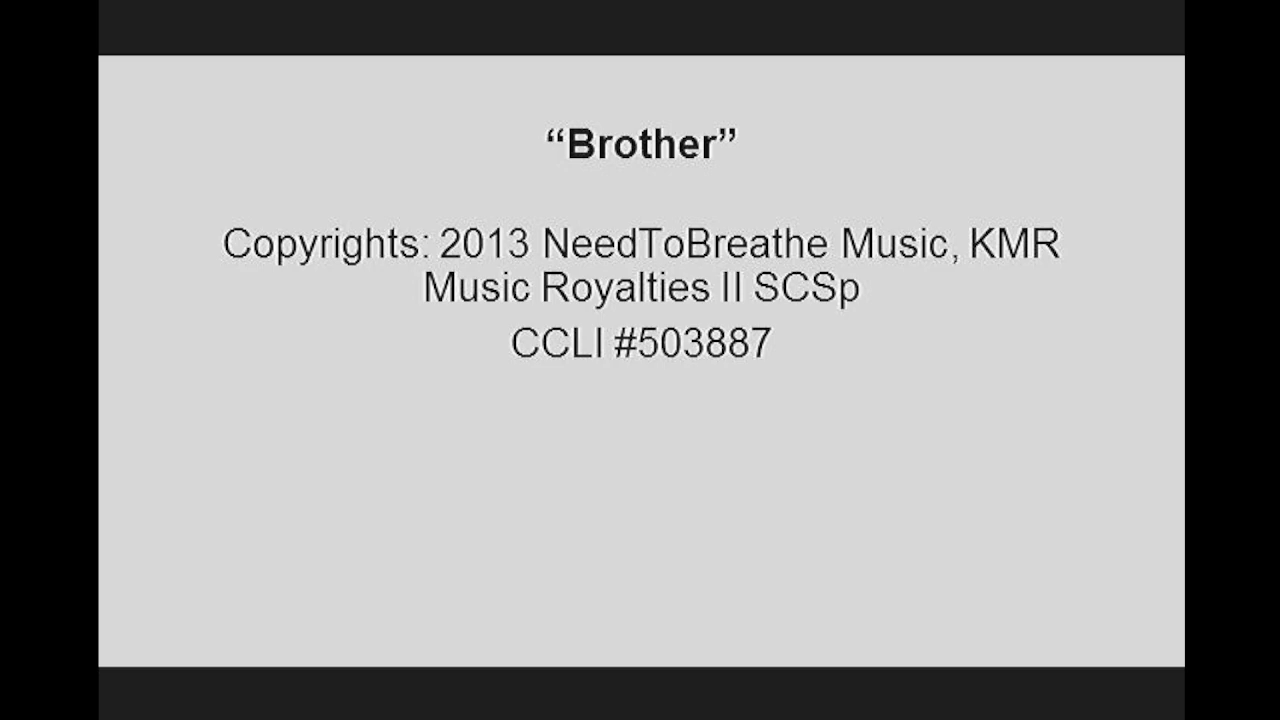 “Brother”
Copyrights: 2013 NeedToBreathe Music, KMR
Music Royalties II SCSp
CCLI #503887